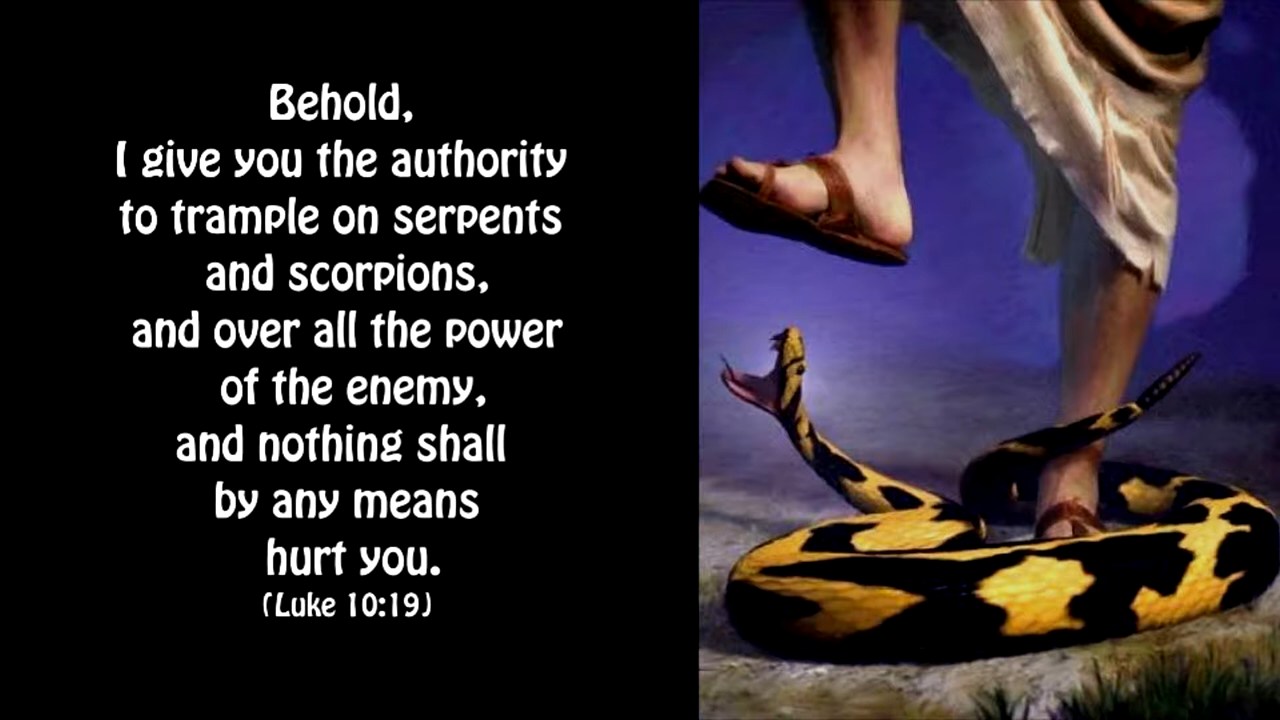 Behold,
I give you the authority
to trample on serpents
and scorpions,
and over all the power
of the enemy,
and nothing shall
by any means
hurt you.
(Luke 10:19)